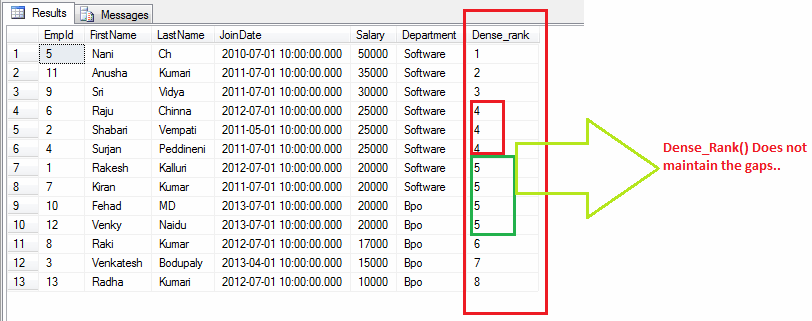 Results Messages
EmpId FirstName LastName JoinDate Salary Department Dense_rank
1 5 Nani Ch 2010-07-01 10:00:00.000 50000 Software 1
2 11 Anusha Kumari 2011-07-01 10:00:00.000 35000 Software 2
3 9 Sri Vidya 2011-07-01 10:00:00.000 30000 Software 3
4 6 Raju Chinna 2012-07-01 10:00:00.000 25000 Software 4
5 2 Shabari Vempati 2011-05-01 10:00:00.000 25000 Software 4
6 4 Surjan Peddineni 2011-07-01 10:00:00.000 25000 Software 4
7 1 Rakesh Kalluri 2012-07-01 10:00:00.000 20000 Software 5
8 7 Kiran Kumar 2011-07-01 10:00:00.000 20000 Software 5
9 10 Fehad MD 2013-07-01 10:00:00.000 20000 Bpo 5
10 12 Venky Naidu 2013-07-01 10:00:00.000 20000 Bpo 5
11 8 Raki Kumar 2012-07-01 10:00:00.000 17000 Bpo 6
12 3 Venkatesh Bodupaly 2013-04-01 10:00:00.000 15000 Bpo 7
13 13 Radha Kumari 2012-07-01 10:00:00.000 10000 Bpo 8
Dense_Rank() Does not
maintain the gaps..